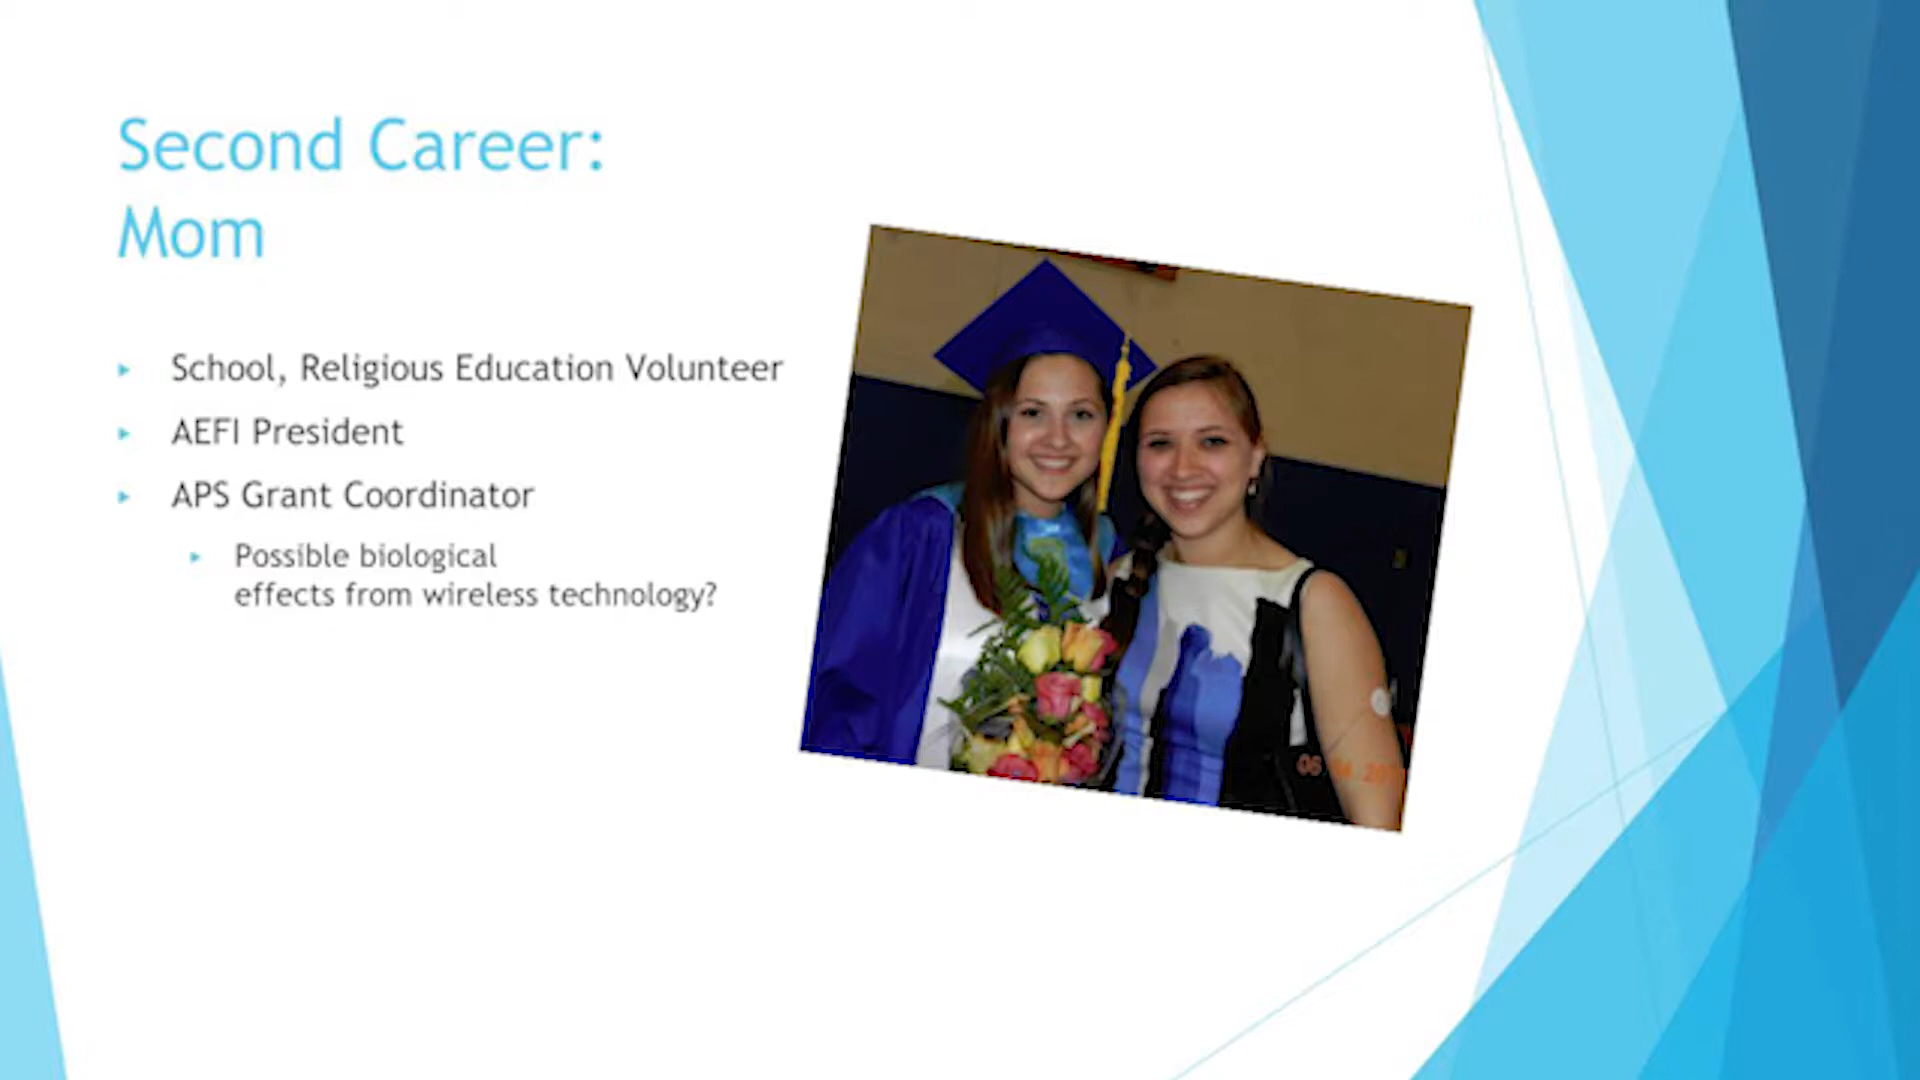 Second Career:
Mom
School, Religious Education Volunteer
AEFI President
APS Grant Coordinator
Possible biological
effects from wireless technology?